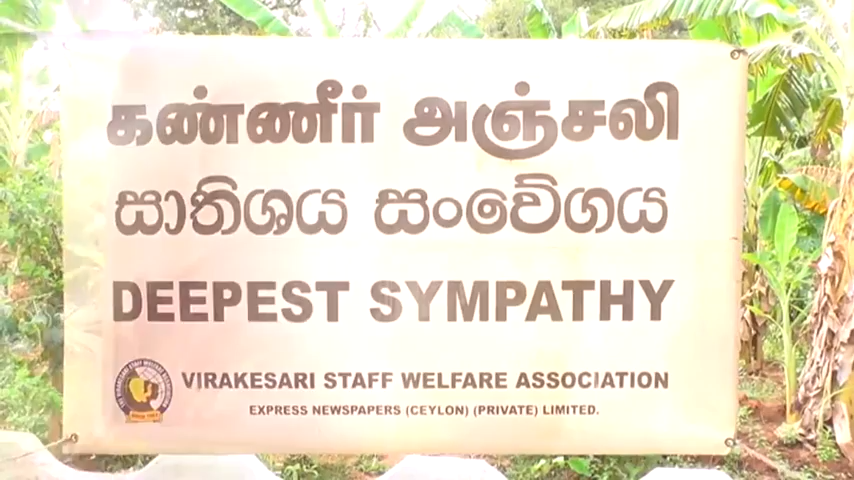 கண்ணீர் அஞ்சலி
සාතිශය සංවේගය
DEEPEST SYMPATHY
VIRAKESARI STAFF WELFARE ASSOCIATION
EXPRESS NEWSPAPERS (CEYLON) (PRIVATE) LIMITED.